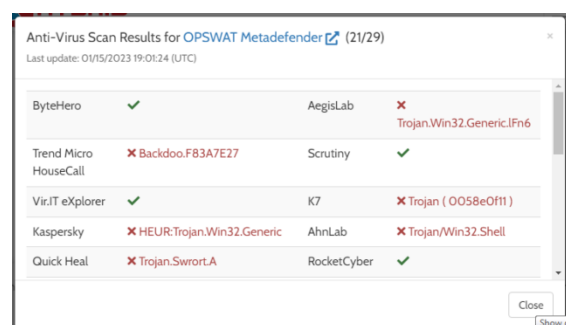 Anti-Virus Scan Results for OPSWAT Metadefender (21/29)
×
Last update: 01/15/2023 19:01:24 (UTC)
ByteHero ✔ AegisLab ✖
Trojan.Win32.Generic.lFn6
Trend Micro ✖ Backdoo.F83A7E27 Scrutiny ✔
HouseCall
Vir.IT eXplorer ✔ K7 ✖ Trojan ( 0058e0f11 )
Kaspersky ✖ HEUR:Trojan.Win32.Generic AhnLab ✖ Trojan/Win32.Shell
Quick Heal ✖ Trojan.Swrort.A RocketCyber ✔
Close
Show